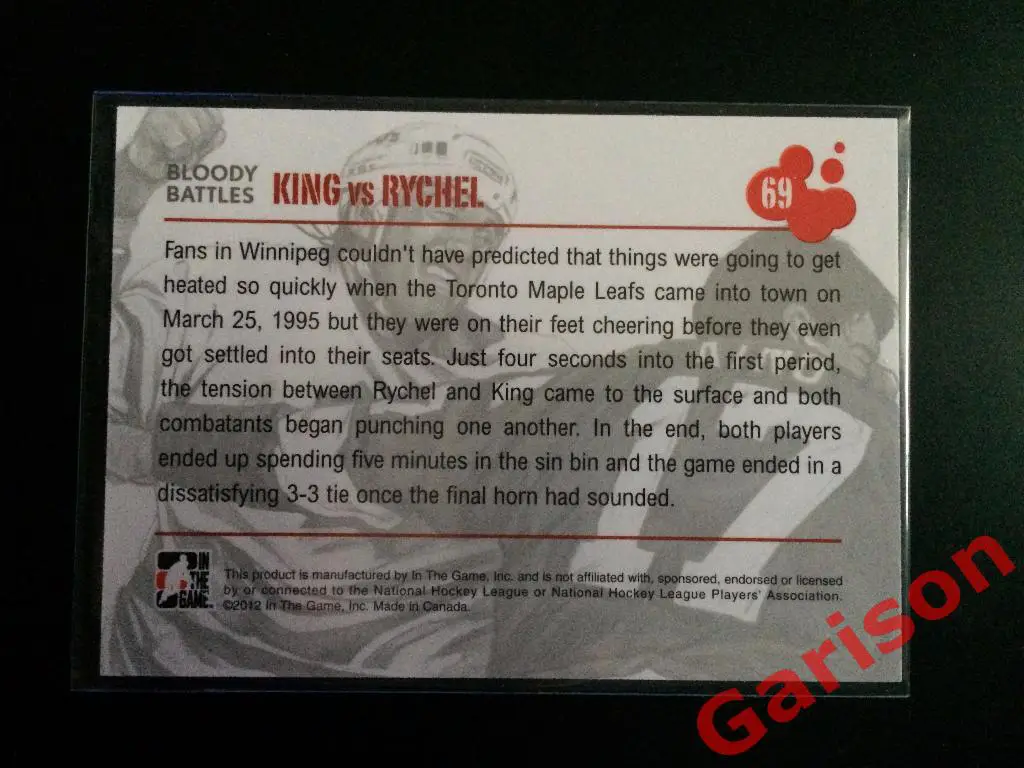 BLOODY
BATTLES
KING vs RYCHEL
69
Fans in Winnipeg couldn't have predicted that things were going to get
heated so quickly when the Toronto Maple Leafs came into town on
March 25, 1995 but they were on their feet cheering before they even
got settled into their seats. Just four seconds into the first period,
the tension between Rychel and King came to the surface and both
combatants began punching one another. In the end, both players
ended up spending five minutes in the sin bin and the game ended in a
dissatisfying 3-3 tie once the final horn had sounded.
IN
THE
GAME
This product is manufactured by In The Game, Inc. and is not affiliated with, sponsored, endorsed or licensed
by or connected to the National Hockey League or National Hockey League Players' Association.
©2012 In The Game, Inc. Made in Canada.
17
Garison